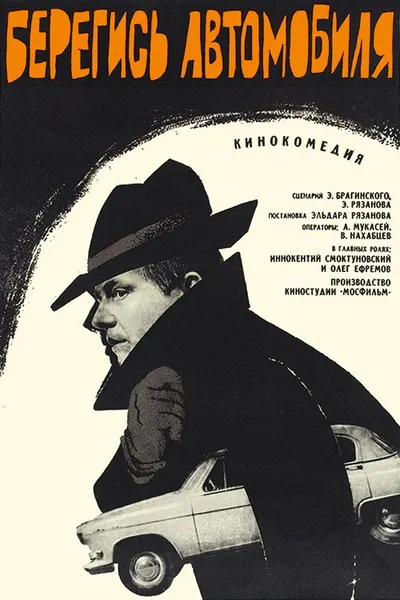 БЕРЕГИСЬ АВТОМОБИЛЯ
КИНОКОМЕДИЯ
СЦЕНАРИЙ Э. БРАГИНСКОГО,
Э. РЯЗАНОВА
ПОСТАНОВКА ЭЛЬДАРА РЯЗАНОВА
ОПЕРАТОРЫ: А. МУКАСЕЙ,
В. НАХАБЦЕВ
В ГЛАВНЫХ РОЛЯХ:
ИННОКЕНТИЙ СМОКТУНОВСКИЙ
И ОЛЕГ ЕФРЕМОВ
ПРОИЗВОДСТВО
КИНОСТУДИИ «МОСФИЛЬМ»